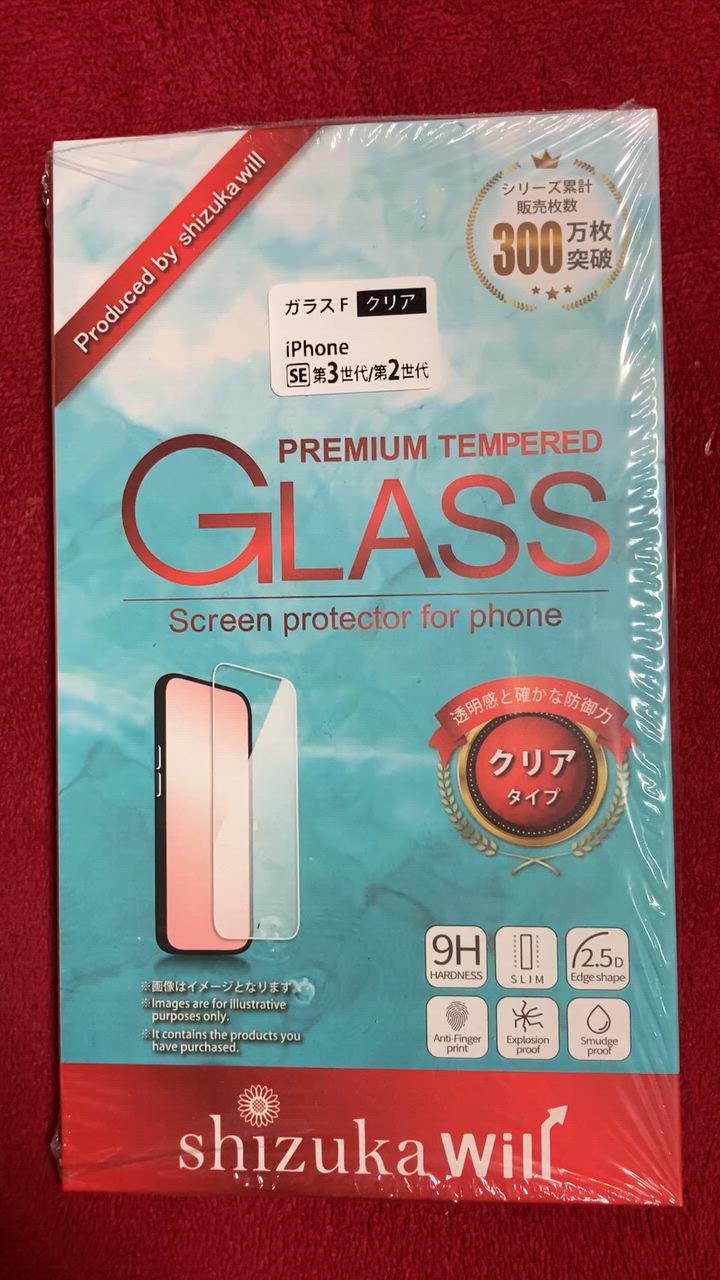 Produced by shizuka will
シリーズ累計
販売枚数
300万枚
突破
ガラスF クリア
iPhone
SE 第3世代/第2世代
PREMIUM TEMPERED
GLASS
Screen protector for phone
透明感と確かな防御力
クリア
タイプ
9H
HARDNESS
SLIM
2.5D
Edge shape
Anti-Finger
print
Explosion
proof
Smudge
proof
※画像はイメージとなります。
※Images are for illustrative
purposes only.
※It contains the products you
have purchased.
shizuka will